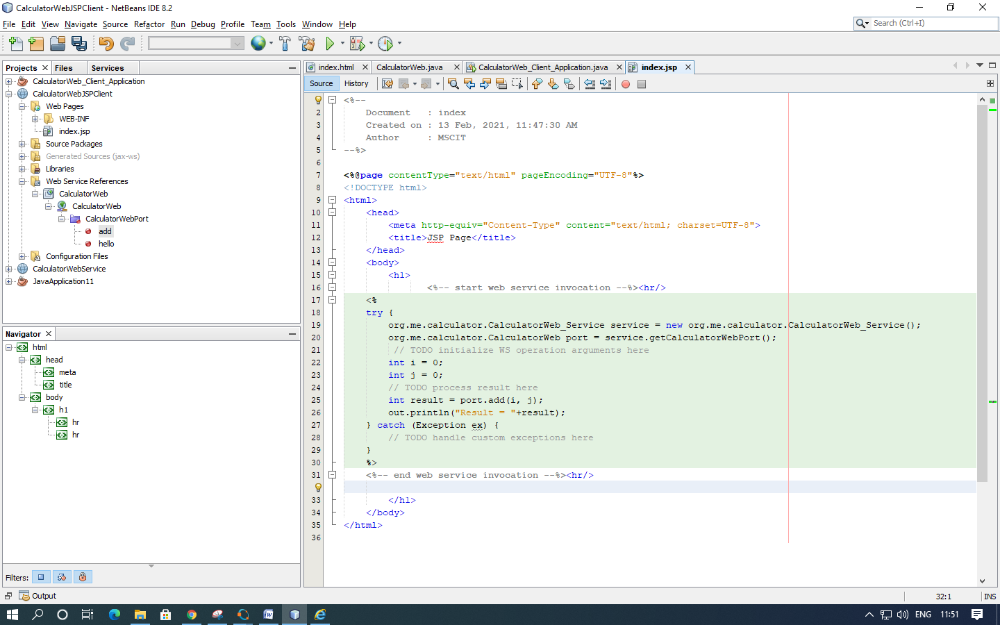 CalculatorWebJSPClient - NetBeans IDE 8.2
File Edit View Navigate Source Refactor Run Debug Profile Team Tools Window Help
Search (Ctrl+I)
Projects Files Services
CalculatorWeb_Client_Application
CalculatorWebJSPClient
Web Pages
WEB-INF
index.jsp
Source Packages
Generated Sources (jax-ws)
Libraries
Web Service References
CalculatorWeb
CalculatorWeb
CalculatorWebPort
add
hello
Configuration Files
CalculatorWebService
JavaApplication11
Navigator
html
head
meta
title
body
h1
hr
hr
Filters:
index.html CalculatorWeb.java CalculatorWeb_Client_Application.java index.jsp
Source History
<%--
2 Document   : index
3 Created on : 13 Feb, 2021, 11:47:30 AM
4 Author     : MSCIT
5 --%>
6
7 <%@page contentType="text/html" pageEncoding="UTF-8"%>
8 <!DOCTYPE html>
9 <html>
10 <head>
11 <meta http-equiv="Content-Type" content="text/html; charset=UTF-8">
12 <title>JSP Page</title>
13 </head>
14 <body>
15 <h1>
16 <%-- start web service invocation --%><hr/>
17 <%
18 try {
19 org.me.calculator.CalculatorWeb_Service service = new org.me.calculator.CalculatorWeb_Service();
20 org.me.calculator.CalculatorWeb port = service.getCalculatorWebPort();
21 // TODO initialize WS operation arguments here
22 int i = 0;
23 int j = 0;
24 // TODO process result here
25 int result = port.add(i, j);
26 out.println("Result = "+result);
27 } catch (Exception ex) {
28 // TODO handle custom exceptions here
29 }
30 %>
31 <%-- end web service invocation --%><hr/>
33 </h1>
34 </body>
35 </html>
36
Output
32:1 INS
ENG 11:51